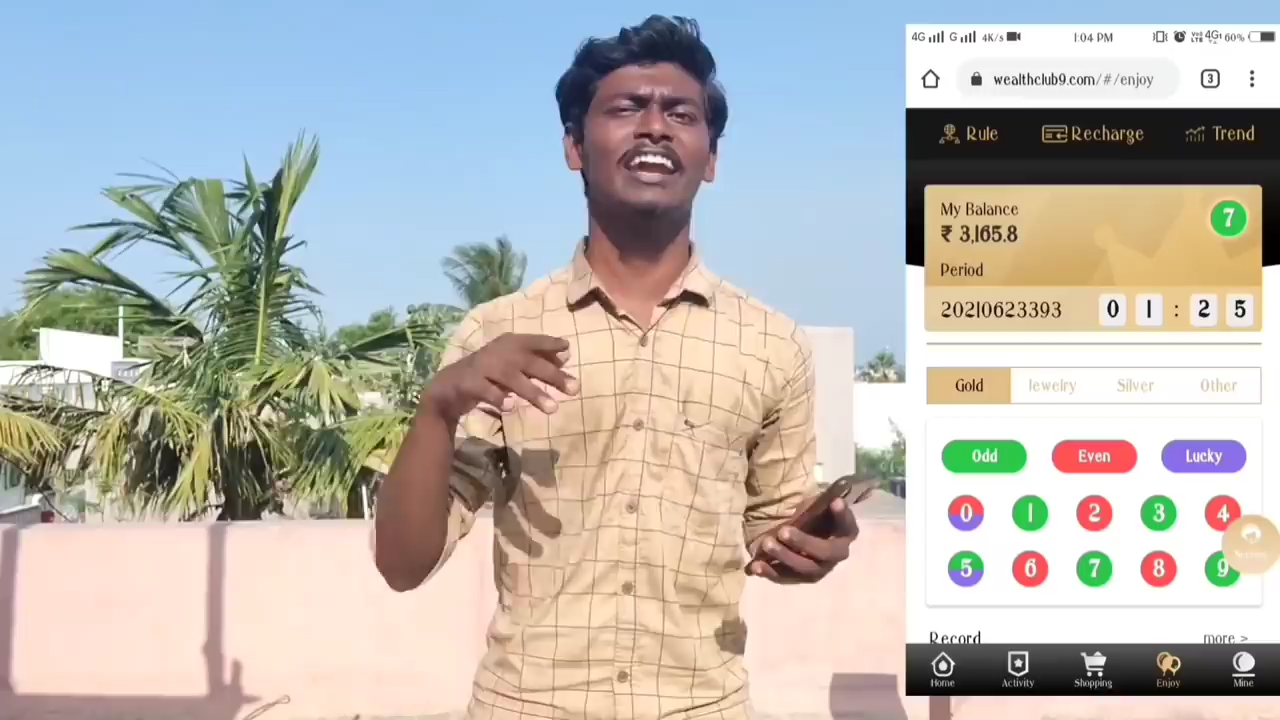 4G G 4K/s 1:04 PM 4G+ 60%
wealthclub9.com/#/enjoy 3
Rule Recharge Trend
My Balance
₹ 3,165.8 7
Period
20210623393 0 1 : 2 5
Gold Jewelry Silver Other
Odd Even Lucky
0 1 2 3 4
5 6 7 8 9
Record more >
Home Activity Shopping Enjoy Mine